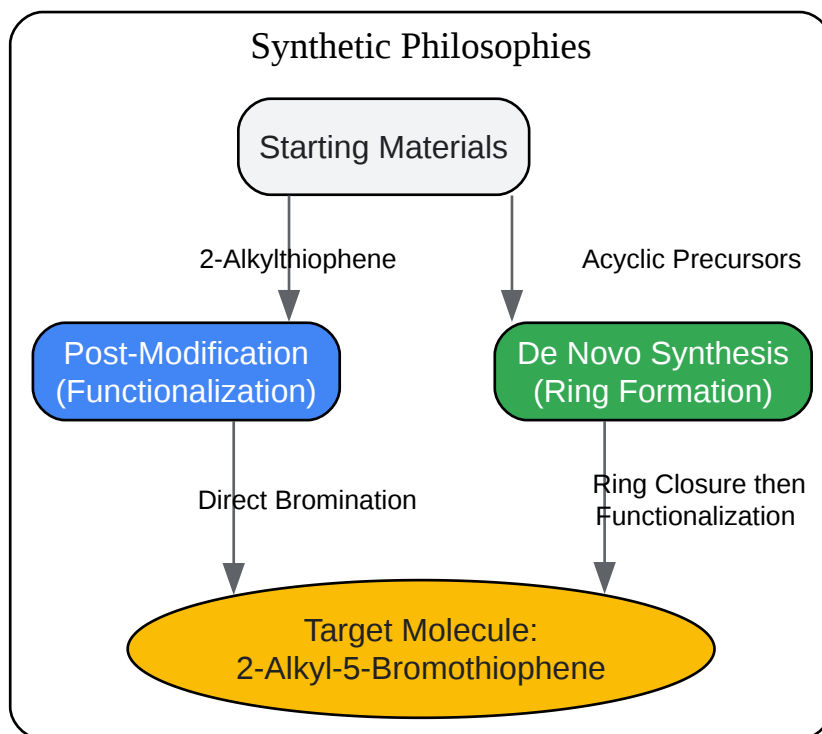 Synthetic Philosophies
Starting Materials
2-Alkylthiophene
Acyclic Precursors
Post-Modification
(Functionalization)
De Novo Synthesis
(Ring Formation)
Direct Bromination
Ring Closure then
Functionalization
Target Molecule:
2-Alkyl-5-Bromothiophene